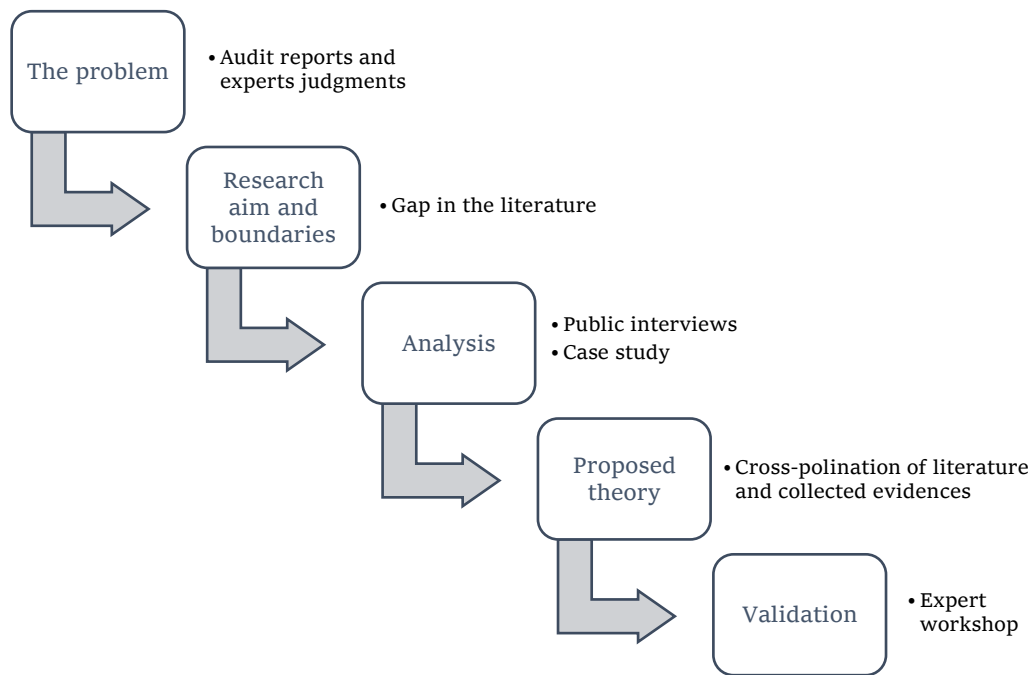 The problem
• Audit reports and
experts judgments
Research
aim and
boundaries
• Gap in the literature
Analysis
• Public interviews
• Case study
Proposed
theory
• Cross-polination of literature
and collected evidences
Validation
• Expert
workshop